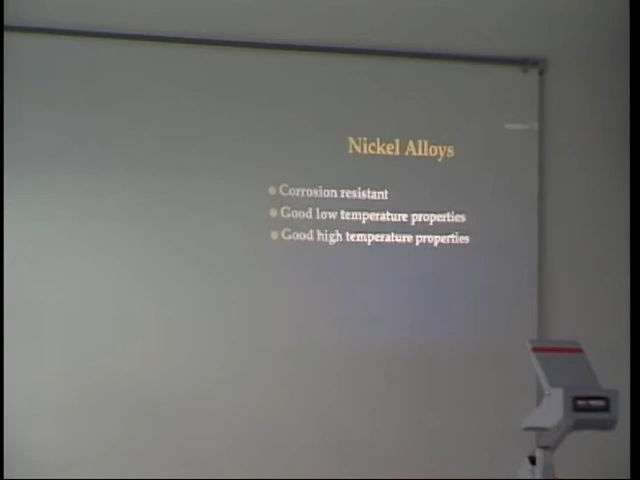 Nickel Alloys
Corrosion resistant
Good low temperature properties
Good high temperature properties